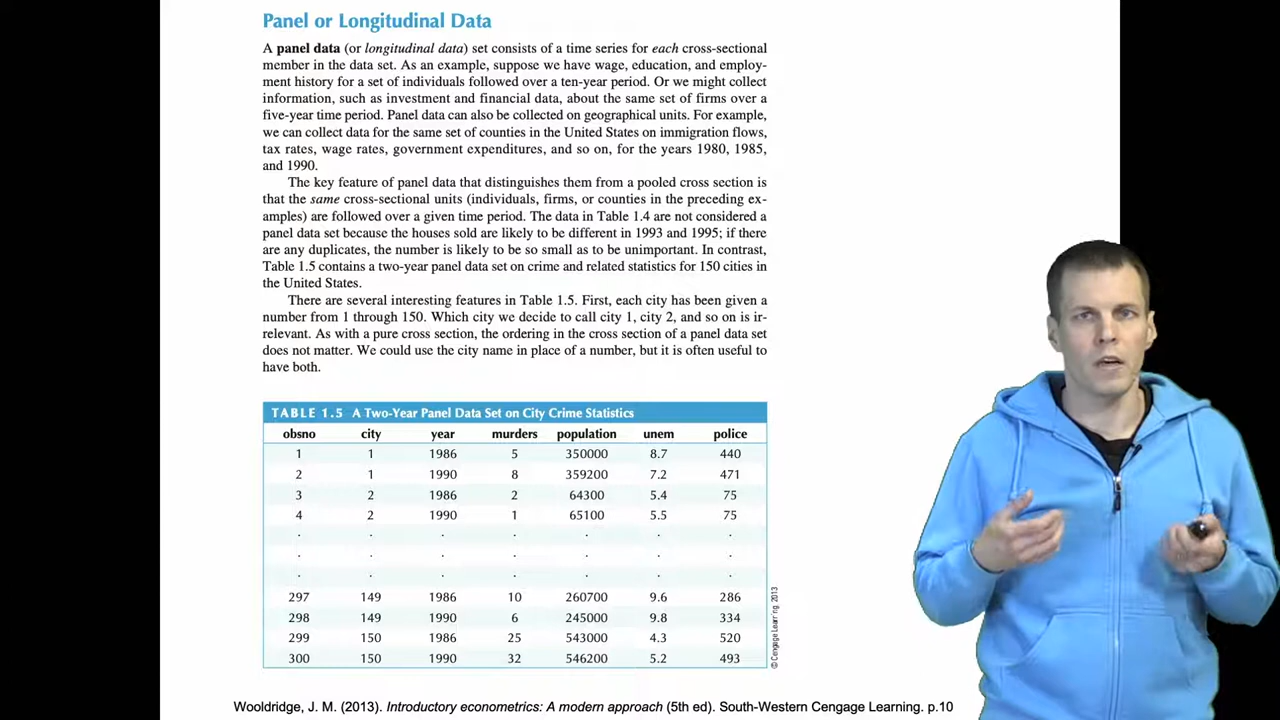 Panel or Longitudinal Data
A panel data (or longitudinal data) set consists of a time series for each cross-sectional
member in the data set. As an example, suppose we have wage, education, and employ-
ment history for a set of individuals followed over a ten-year period. Or we might collect
information, such as investment and financial data, about the same set of firms over a
five-year time period. Panel data can also be collected on geographical units. For example,
we can collect data for the same set of counties in the United States on immigration flows,
tax rates, wage rates, government expenditures, and so on, for the years 1980, 1985,
and 1990.
The key feature of panel data that distinguishes them from a pooled cross section is
that the same cross-sectional units (individuals, firms, or counties in the preceding ex-
amples) are followed over a given time period. The data in Table 1.4 are not considered a
panel data set because the houses sold are likely to be different in 1993 and 1995; if there
are any duplicates, the number is likely to be so small as to be unimportant. In contrast,
Table 1.5 contains a two-year panel data set on crime and related statistics for 150 cities in
the United States.
There are several interesting features in Table 1.5. First, each city has been given a
number from 1 through 150. Which city we decide to call city 1, city 2, and so on is ir-
relevant. As with a pure cross section, the ordering in the cross section of a panel data set
does not matter. We could use the city name in place of a number, but it is often useful to
have both.
TABLE 1.5 A Two-Year Panel Data Set on City Crime Statistics
obsno city year murders population unem police
1 1 1986 5 350000 8.7 440
2 1 1990 8 359200 7.2 471
3 2 1986 2 64300 5.4 75
4 2 1990 1 65100 5.5 75
. . . . . . .
. . . . . . .
. . . . . . .
297 149 1986 10 260700 9.6 286
298 149 1990 6 245000 9.8 334
299 150 1986 25 543000 4.3 520
300 150 1990 32 546200 5.2 493
© Cengage Learning 2013
Wooldridge, J. M. (2013). Introductory econometrics: A modern approach (5th ed). South-Western Cengage Learning. p.10